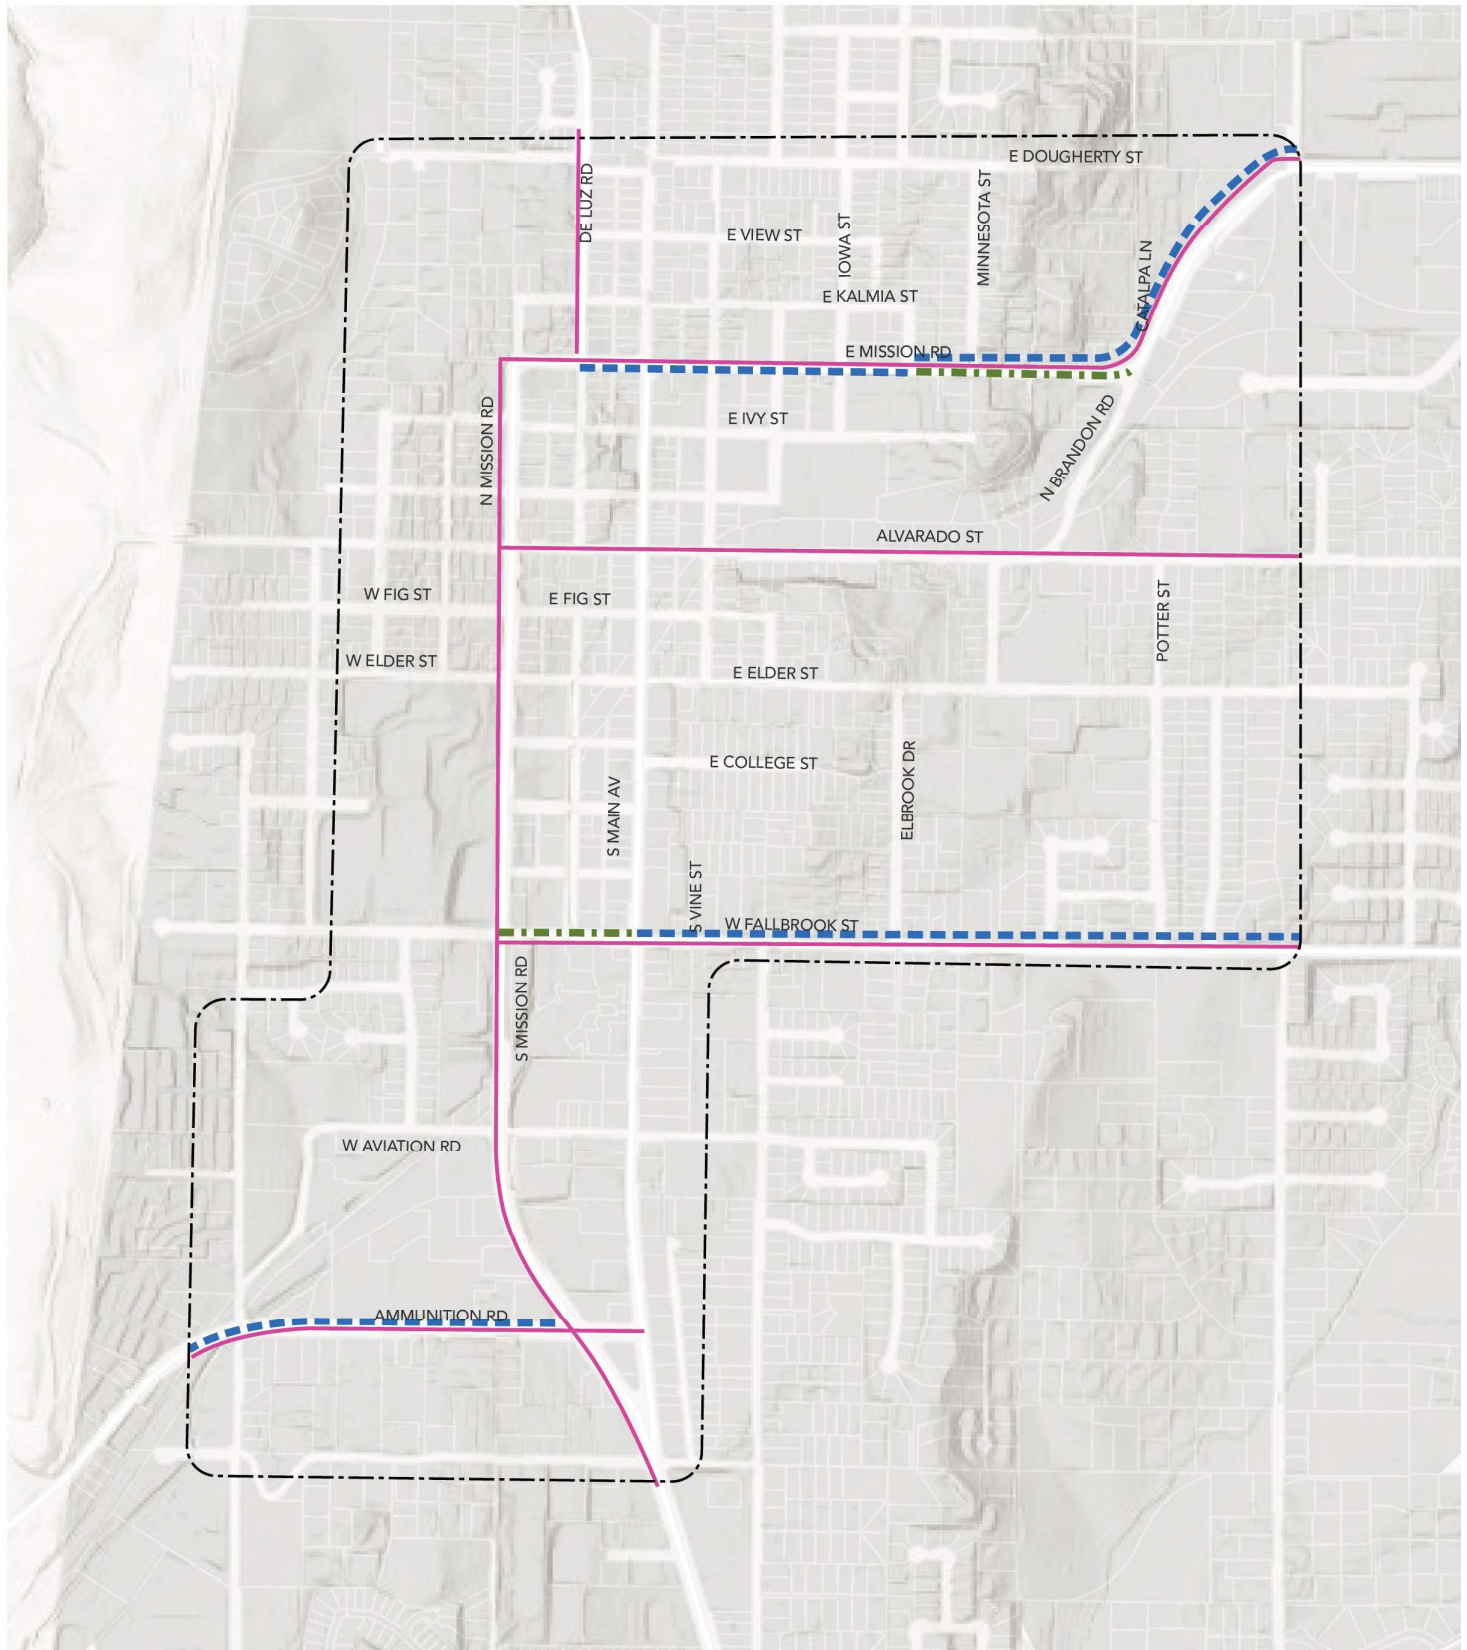 E DOUGHERTY ST
DE LUZ RD
MINNESOTA ST
IOWA ST
E VIEW ST
CATALPA LN
E KALMIA ST
E MISSION RD
N MISSION RD
E IVY ST
N BRANDON RD
ALVARADO ST
W FIG ST
E FIG ST
POTTER ST
W ELDER ST
E ELDER ST
E COLLEGE ST
ELBROOK DR
S MAIN AV
S VINE ST
W FALLBROOK ST
S MISSION RD
W AVIATION RD
AMMUNITION RD